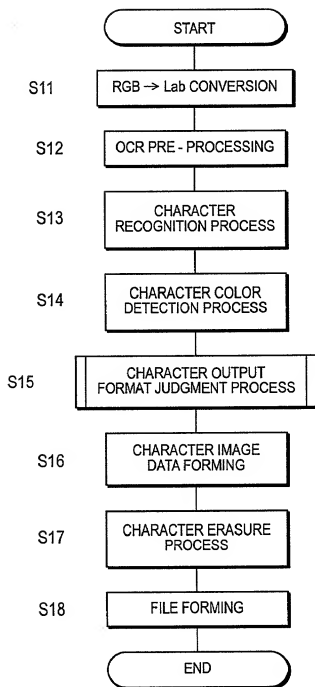 START
S11
RGB → Lab CONVERSION
S12
OCR PRE - PROCESSING
S13
CHARACTER
RECOGNITION PROCESS
S14
CHARACTER COLOR
DETECTION PROCESS
S15
CHARACTER OUTPUT
FORMAT JUDGMENT PROCESS
S16
CHARACTER IMAGE
DATA FORMING
S17
CHARACTER ERASURE
PROCESS
S18
FILE FORMING
END